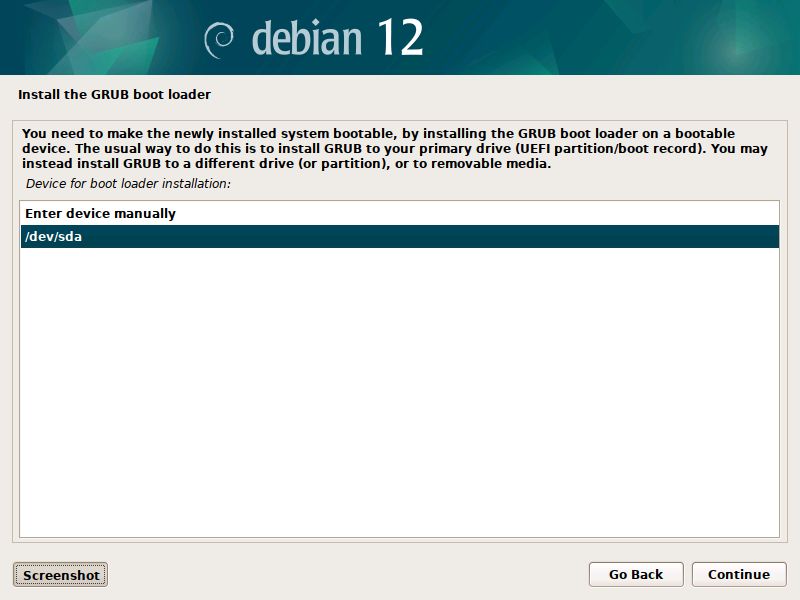 debian 12
Install the GRUB boot loader
You need to make the newly installed system bootable, by installing the GRUB boot loader on a bootable
device. The usual way to do this is to install GRUB to your primary drive (UEFI partition/boot record). You may
instead install GRUB to a different drive (or partition), or to removable media.
Device for boot loader installation:
Enter device manually
/dev/sda
Screenshot
Go Back
Continue